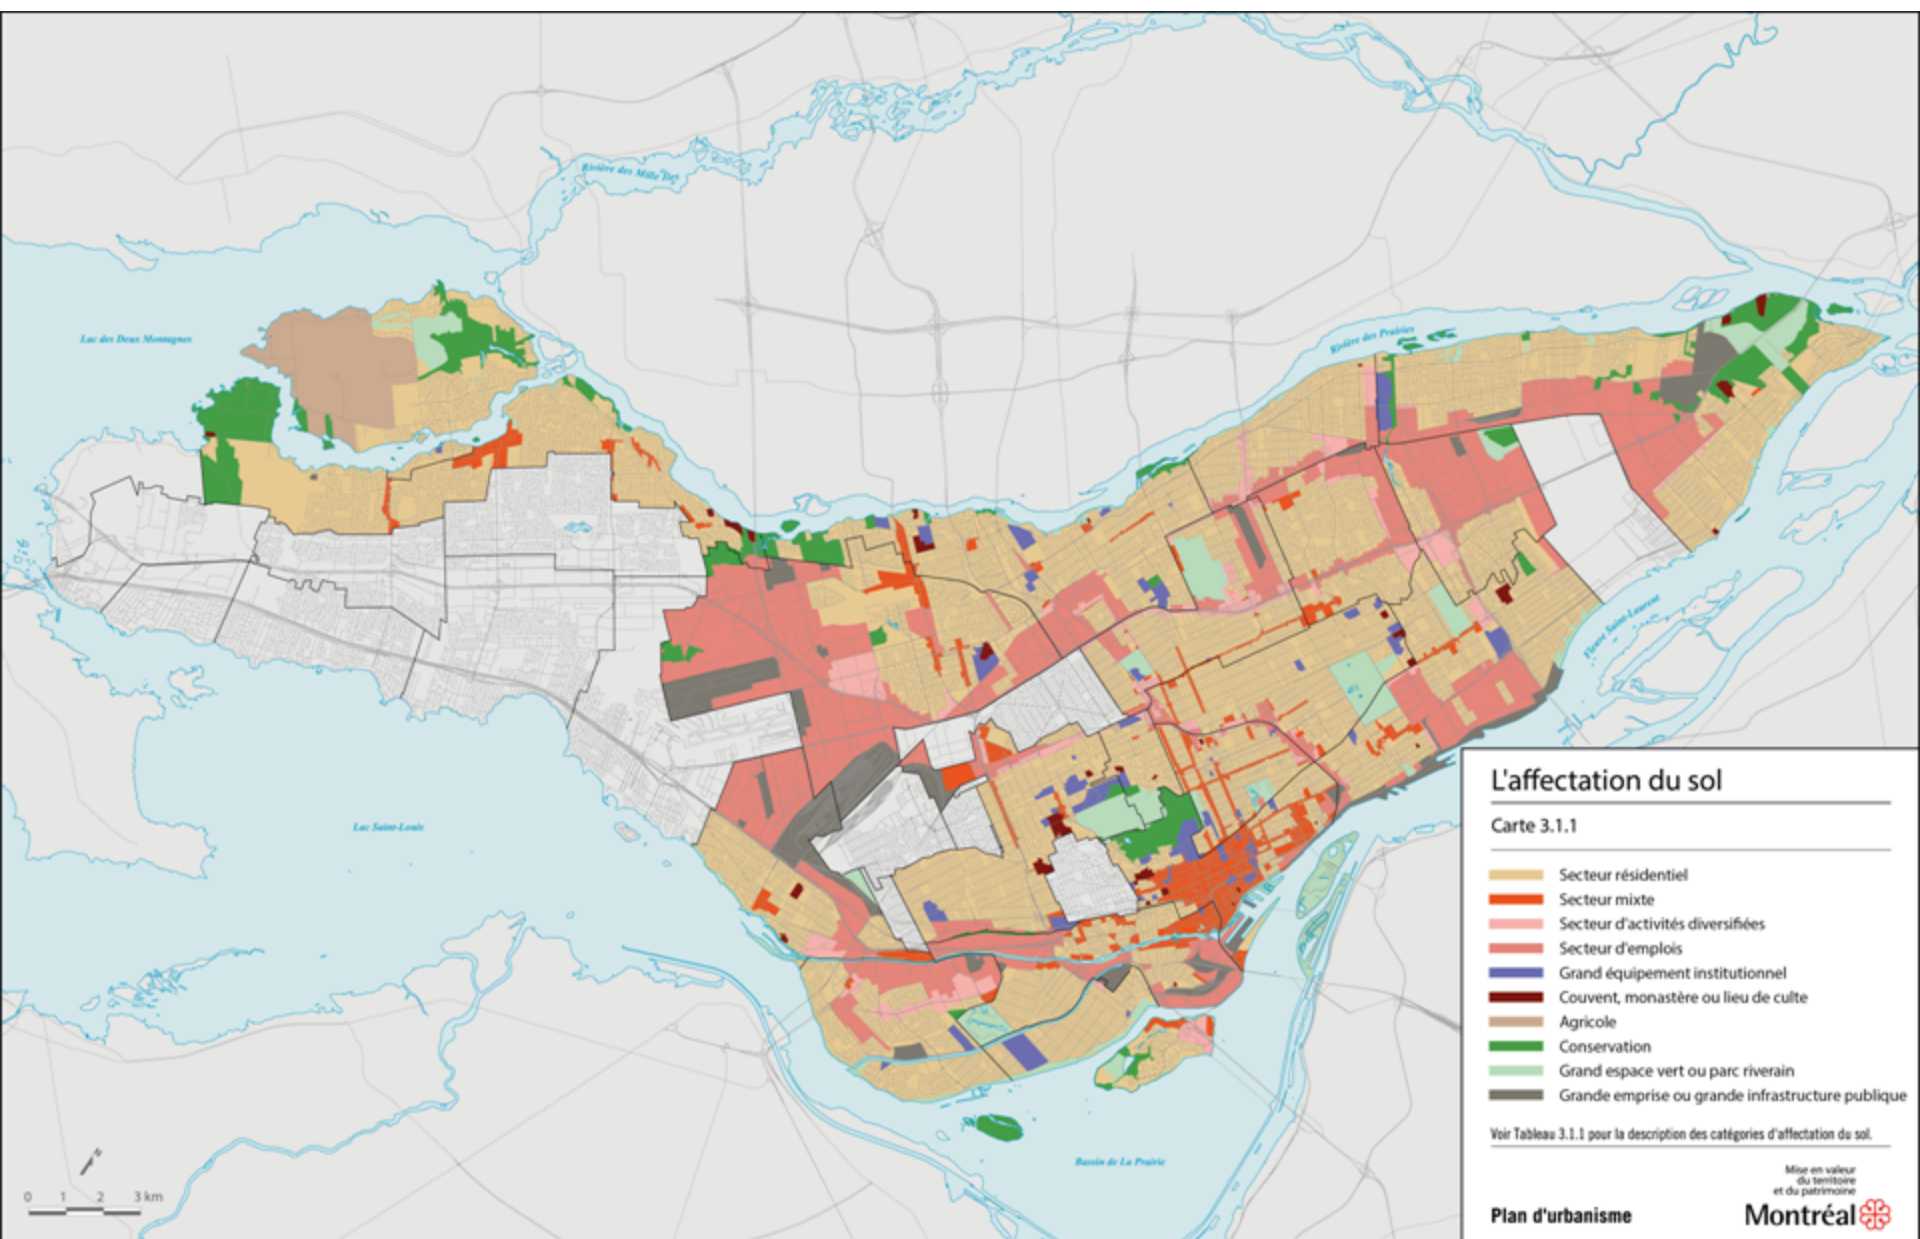 Rivière des Mille Îles
Lac des Deux Montagnes
Rivière des Prairies
Fleuve Saint-Laurent
Lac Saint-Louis
Bassin de La Prairie
N
0 1 2 3 km
L'affectation du sol
Carte 3.1.1
Secteur résidentiel
Secteur mixte
Secteur d'activités diversifiées
Secteur d'emplois
Grand équipement institutionnel
Couvent, monastère ou lieu de culte
Agricole
Conservation
Grand espace vert ou parc riverain
Grande emprise ou grande infrastructure publique
Voir Tableau 3.1.1 pour la description des catégories d'affectation du sol.
Mise en valeur
du territoire
et du patrimoine
Plan d'urbanisme
Montréal